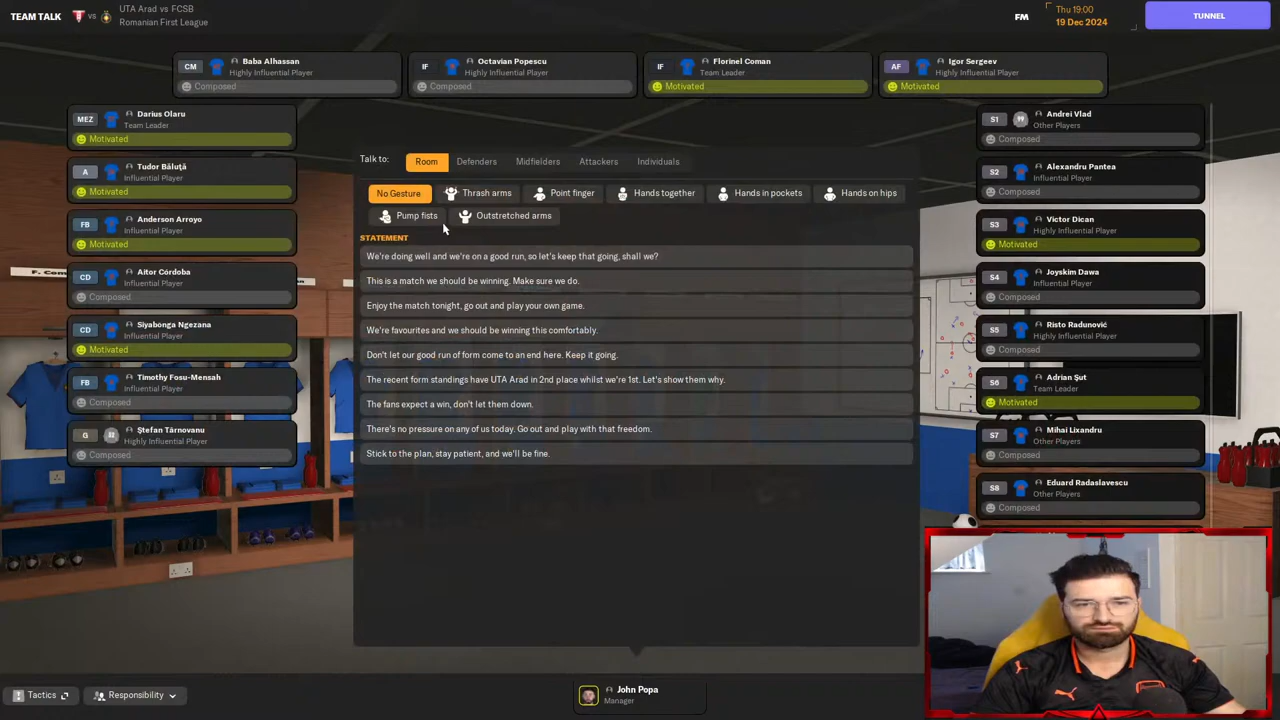 TEAM TALK
vs
UTA Arad vs FCSB
Romanian First League
FM
Thu 19:00
19 Dec 2024
TUNNEL
CM
Baba Alhassan
Highly Influential Player
Composed
IF
Octavian Popescu
Highly Influential Player
Composed
IF
Florinel Coman
Team Leader
Motivated
AF
Igor Sergeev
Highly Influential Player
Motivated
MEZ
Darius Olaru
Team Leader
Motivated
A
Tudor Băluță
Influential Player
Motivated
FB
Anderson Arroyo
Influential Player
Motivated
CD
Aitor Córdoba
Influential Player
Composed
CD
Siyabonga Ngezana
Influential Player
Motivated
FB
Timothy Fosu-Mensah
Influential Player
Composed
G
Ştefan Târnovanu
Highly Influential Player
Composed
Talk to:
Room
Defenders
Midfielders
Attackers
Individuals
No Gesture
Thrash arms
Point finger
Hands together
Hands in pockets
Hands on hips
Pump fists
Outstretched arms
STATEMENT
We're doing well and we're on a good run, so let's keep that going, shall we?
This is a match we should be winning. Make sure we do.
Enjoy the match tonight, go out and play your own game.
We're favourites and we should be winning this comfortably.
Don't let our good run of form come to an end here. Keep it going.
The recent form standings have UTA Arad in 2nd place whilst we're 1st. Let's show them why.
The fans expect a win, don't let them down.
There's no pressure on any of us today. Go out and play with that freedom.
Stick to the plan, stay patient, and we'll be fine.
S1
Andrei Vlad
Other Players
Composed
S2
Alexandru Pantea
Influential Player
Composed
S3
Victor Dican
Highly Influential Player
Motivated
S4
Joyskim Dawa
Influential Player
Composed
S5
Risto Radunović
Highly Influential Player
Composed
S6
Adrian Şut
Team Leader
Motivated
S7
Mihai Lixandru
Other Players
Composed
S8
Eduard Radaslavescu
Other Players
Composed
F. Com
Tactics
Responsibility
John Popa
Manager